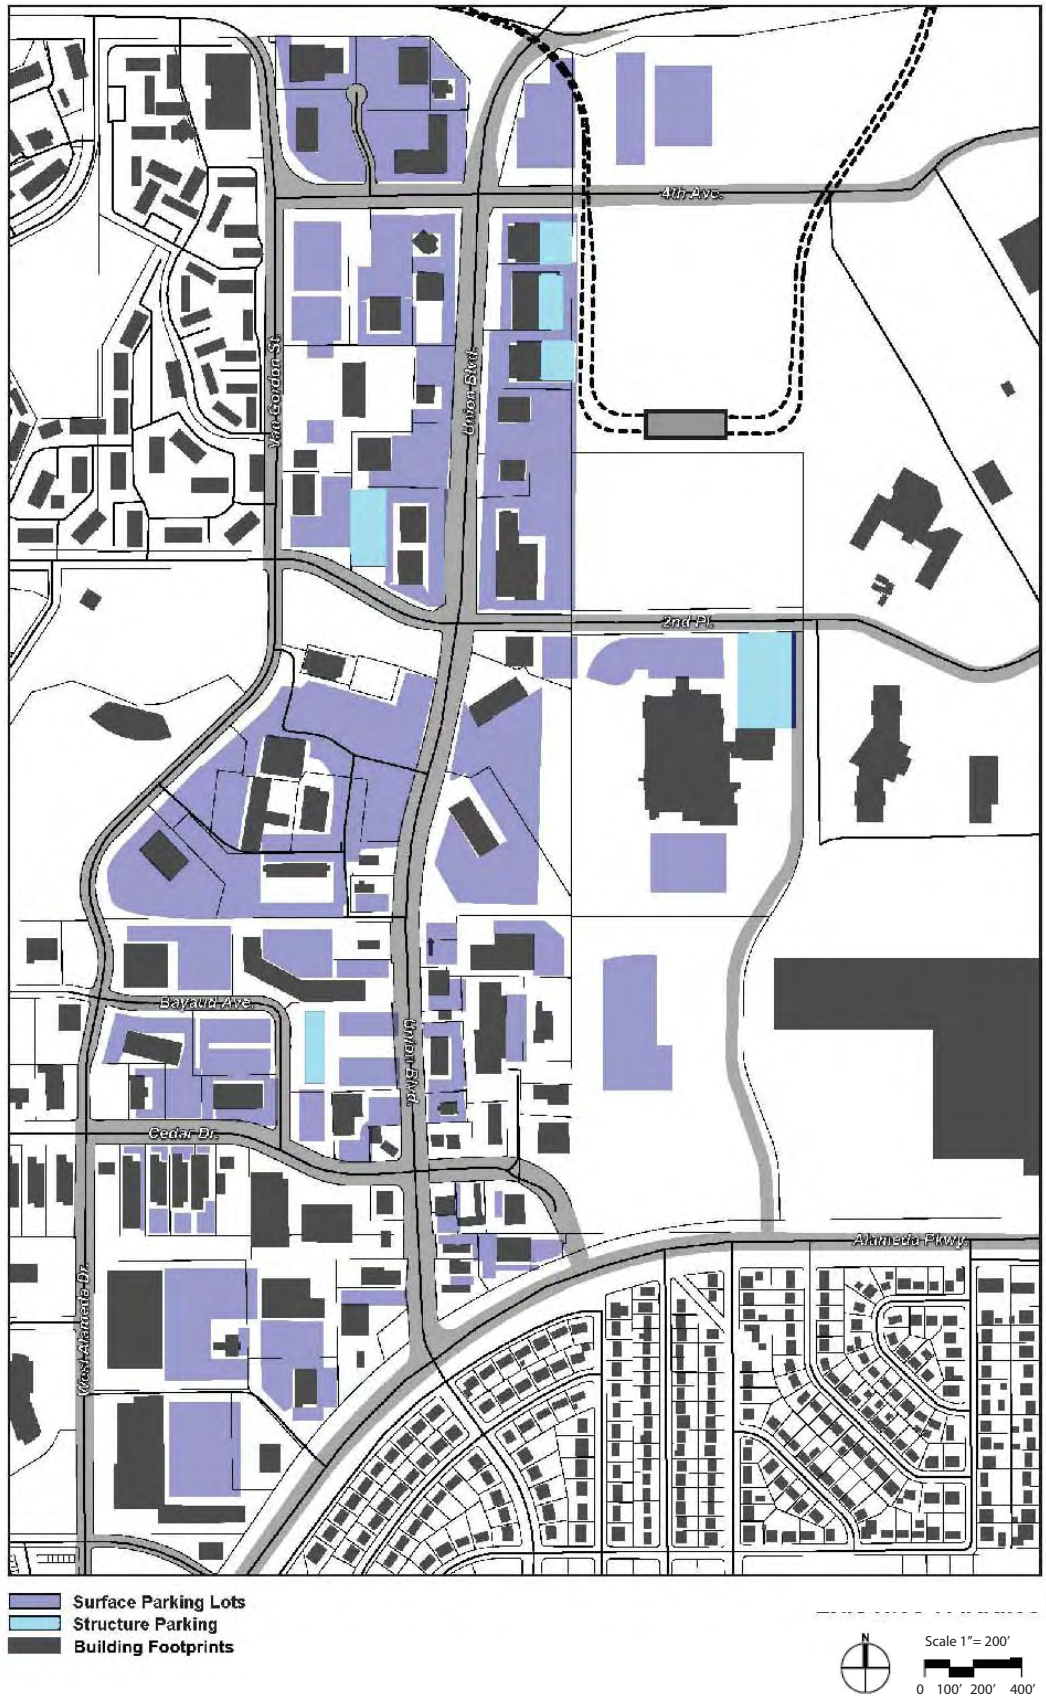 4th Ave.
Van Gordon St.
Union Blvd.
2nd Pl.
Bayaud Ave.
Union Blvd.
Cedar Dr.
Alameda Pkwy.
West Alameda Dr.
Surface Parking Lots
Structure Parking
Building Footprints
N
Scale 1"= 200'
0 100' 200' 400'